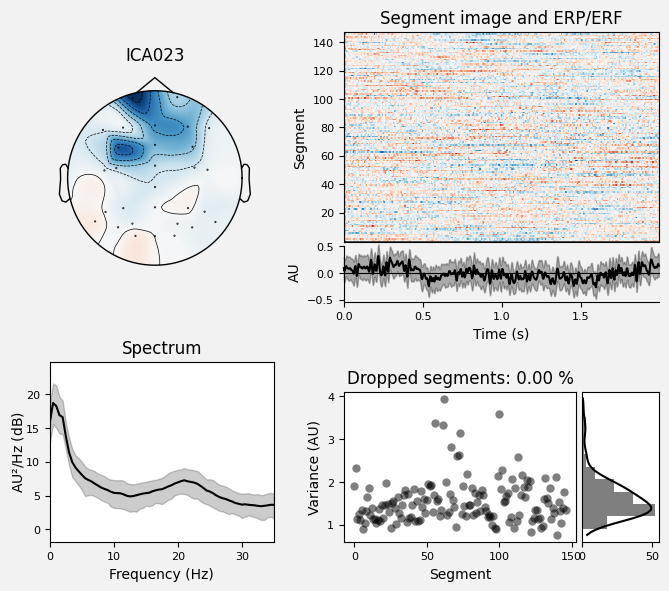 ICA023
Segment image and ERP/ERF
Segment
140
120
100
80
60
40
20
AU
0.5
0.0
−0.5
0.0 0.5 1.0 1.5
Time (s)
Spectrum
AU²/Hz (dB)
20
15
10
5
0
0 10 20 30
Frequency (Hz)
Dropped segments: 0.00 %
Variance (AU)
4
3
2
1
0 50 100 150
Segment
0 50